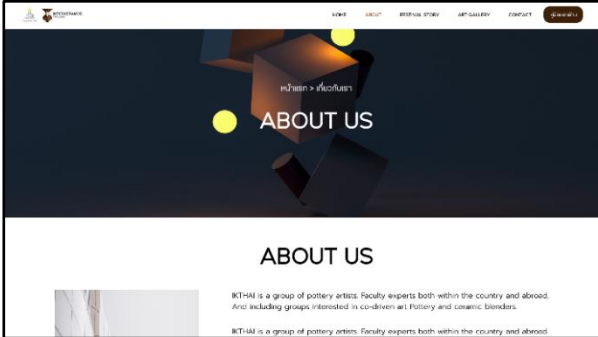 HOME ABOUT FESTIVAL STORY ART GALLERY CONTACT
หน้าแรก > เกี่ยวกับเรา
ABOUT US
ABOUT US
IKTHAI is a group of pottery artists. Faculty experts both within the country and abroad.
And including groups interested in co-driven art Pottery and ceramic blenders.
IKTHAI is a group of pottery artists. Faculty experts both within the country and abroad.